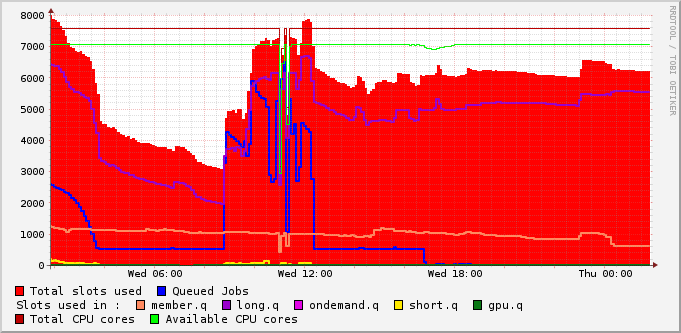 8000
7000
6000
5000
4000
3000
2000
1000
0
Wed 06:00 Wed 12:00 Wed 18:00 Thu 00:00
RRDTOOL / TOBI OETIKER
Total slots used Queued Jobs
Slots used in : member.q long.q ondemand.q short.q gpu.q
Total CPU cores Available CPU cores